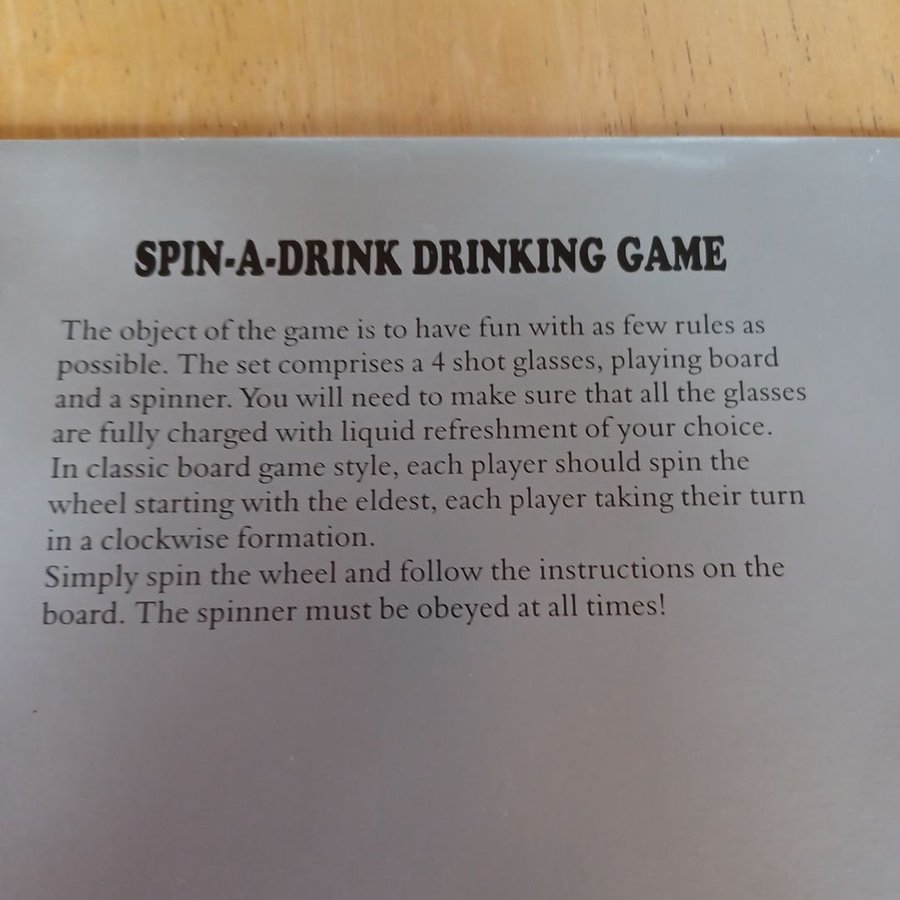 SPIN-A-DRINK DRINKING GAME
The object of the game is to have fun with as few rules as
possible. The set comprises a 4 shot glasses, playing board
and a spinner. You will need to make sure that all the glasses
are fully charged with liquid refreshment of your choice.
In classic board game style, each player should spin the
wheel starting with the eldest, each player taking their turn
in a clockwise formation.
Simply spin the wheel and follow the instructions on the
board. The spinner must be obeyed at all times!